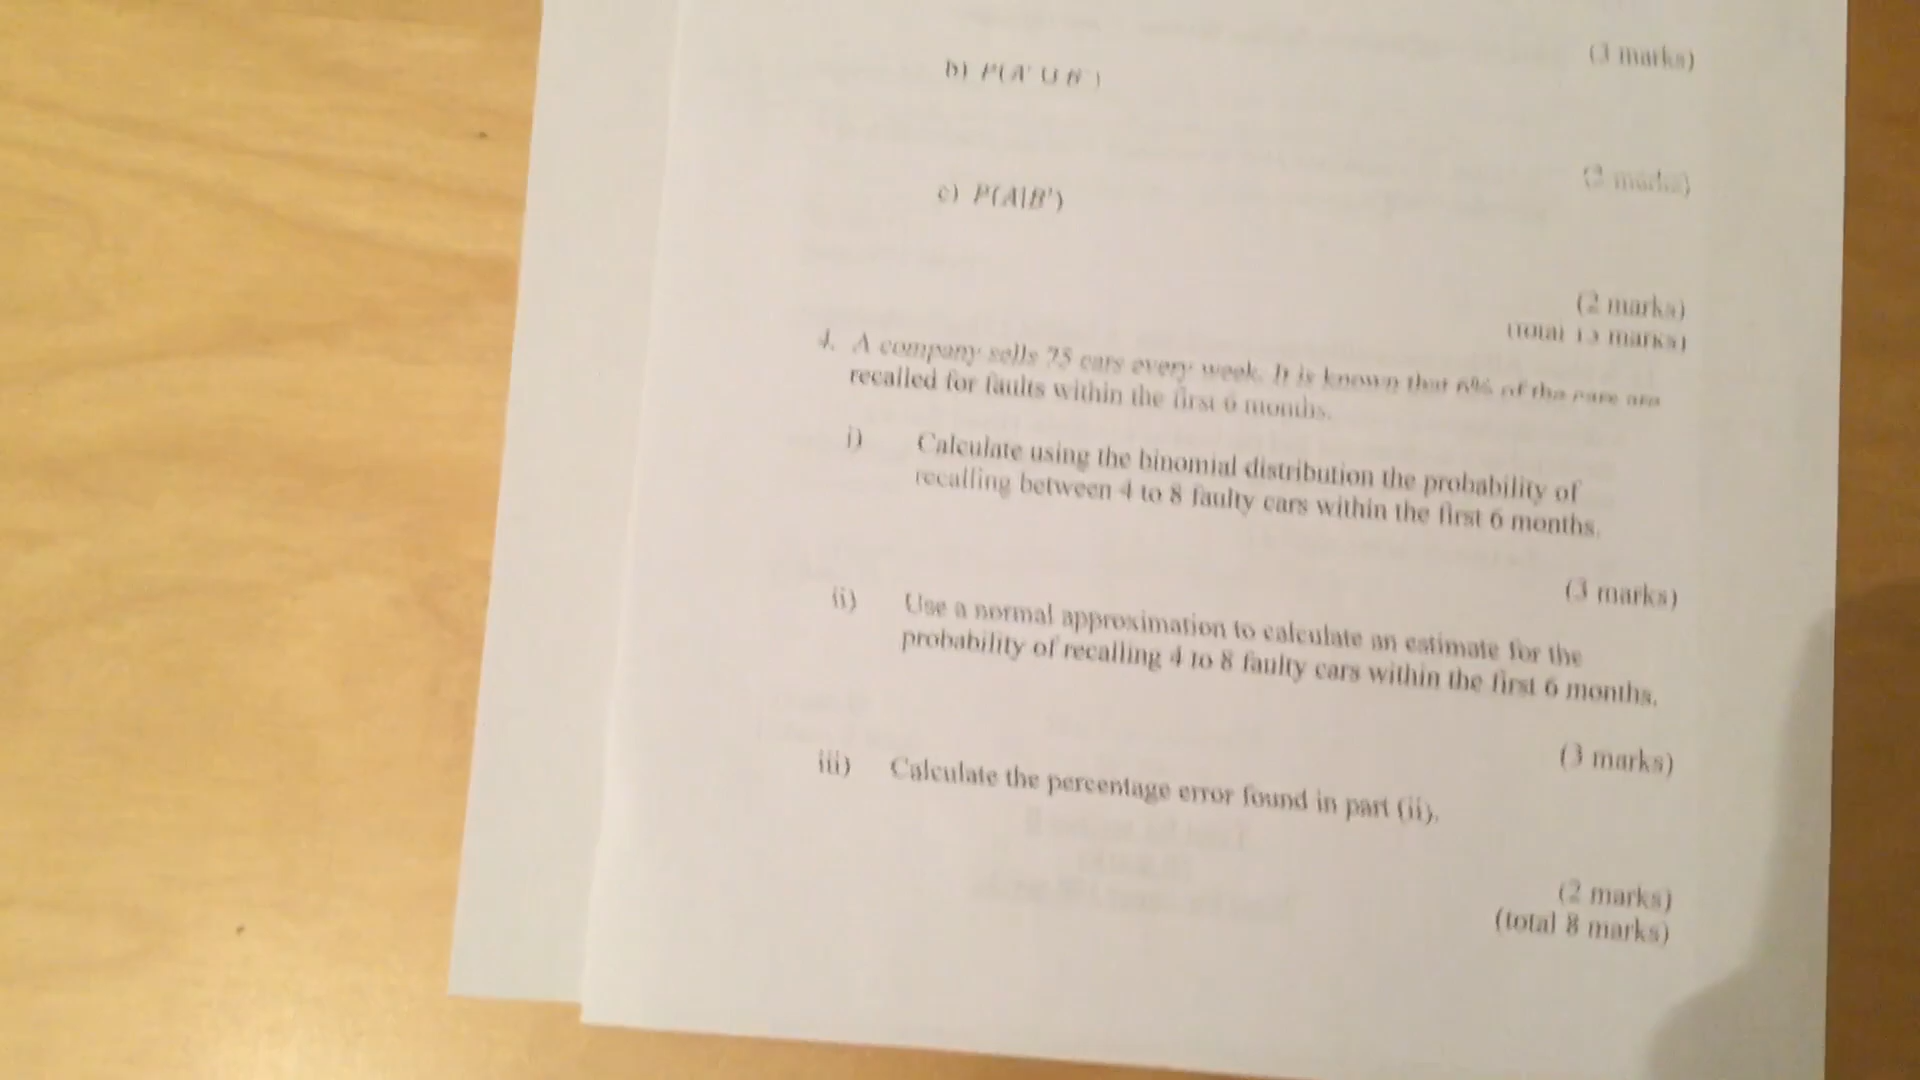 (3 marks)
b) P(A' ∪ B')
(2 marks)
c) P(A|B')
(2 marks)
(total 13 marks)
4. A company sells 75 cars every week. It is known that 6% of the cars are
recalled for faults within the first 6 months.
i) Calculate using the binomial distribution the probability of
recalling between 4 to 8 faulty cars within the first 6 months.
(3 marks)
ii) Use a normal approximation to calculate an estimate for the
probability of recalling 4 to 8 faulty cars within the first 6 months.
(3 marks)
iii) Calculate the percentage error found in part (ii).
(2 marks)
(total 8 marks)